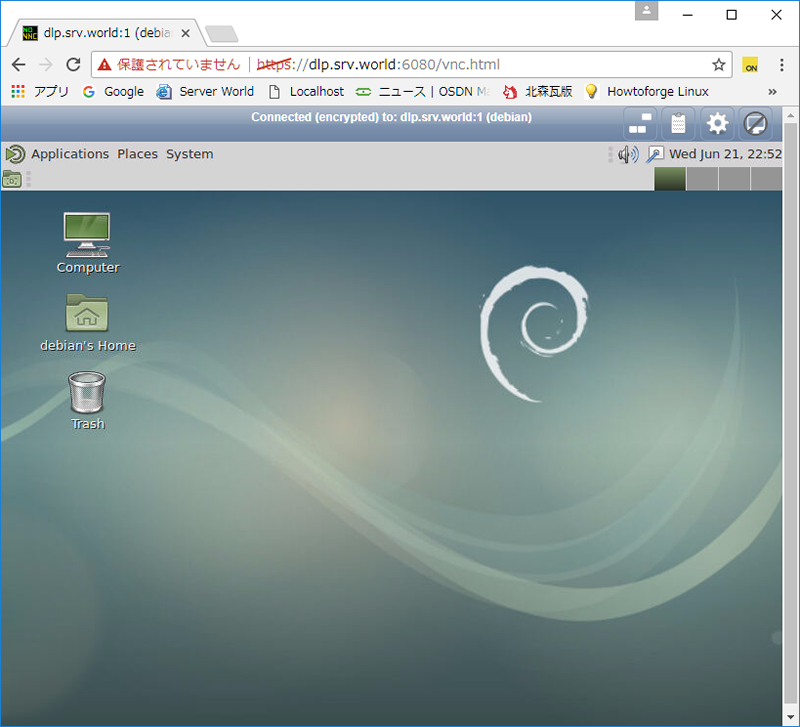 dlp.srv.world:1 (debia
保護されていません https://dlp.srv.world:6080/vnc.html ON
アプリ Google Server World Localhost ニュース | OSDN M 北森瓦版 Howtoforge Linux »
Connected (encrypted) to: dlp.srv.world:1 (debian)
Applications Places System Wed Jun 21, 22:52
Computer
debian's Home
Trash